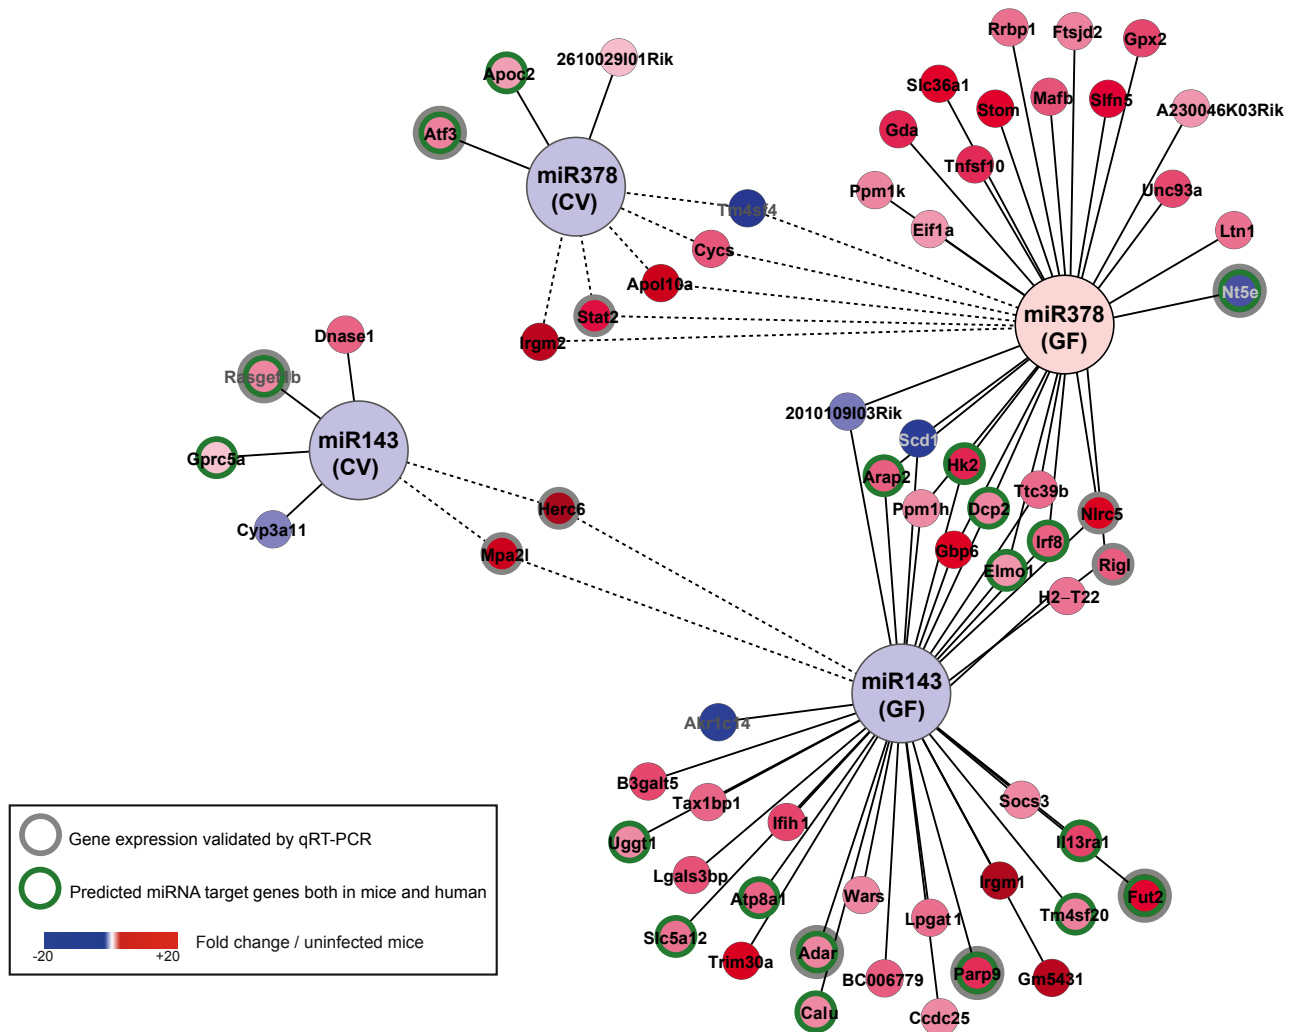 Rrbp1
Ftsjd2
Gpx2
2610029I01Rik
Apoc2
Slc36a1
Stom
Mafb
Slfn5
A230046K03Rik
Atf3
Gda
Tnfsf10
miR378
(CV)
Ppm1k
Unc93a
Tm4sf4
Eif1a
Ltn1
Cycs
Apol10a
Nt5e
Stat2
miR378
(GF)
Irgm2
Dnase1
Rasgef1b
2010109I03Rik
Scd1
miR143
(CV)
Gprc5a
Hk2
Arap2
Ttc39b
Ppm1h
Dcp2
Herc6
Nlrc5
Cyp3a11
Irf8
Mpa2l
Gbp6
Elmo1
Rigl
H2–T22
miR143
(GF)
Akr1c14
B3galt5
Tax1bp1
Socs3
Ifih1
Uggt1
Il13ra1
Lgals3bp
Irgm1
Atp8a1
Wars
Fut2
Lpgat1
Tm4sf20
Slc5a12
Trim30a
Adar
BC006779
Parp9
Gm5431
Calu
Ccdc25
Gene expression validated by qRT-PCR
Predicted miRNA target genes both in mice and human
Fold change / uninfected mice
-20
+20